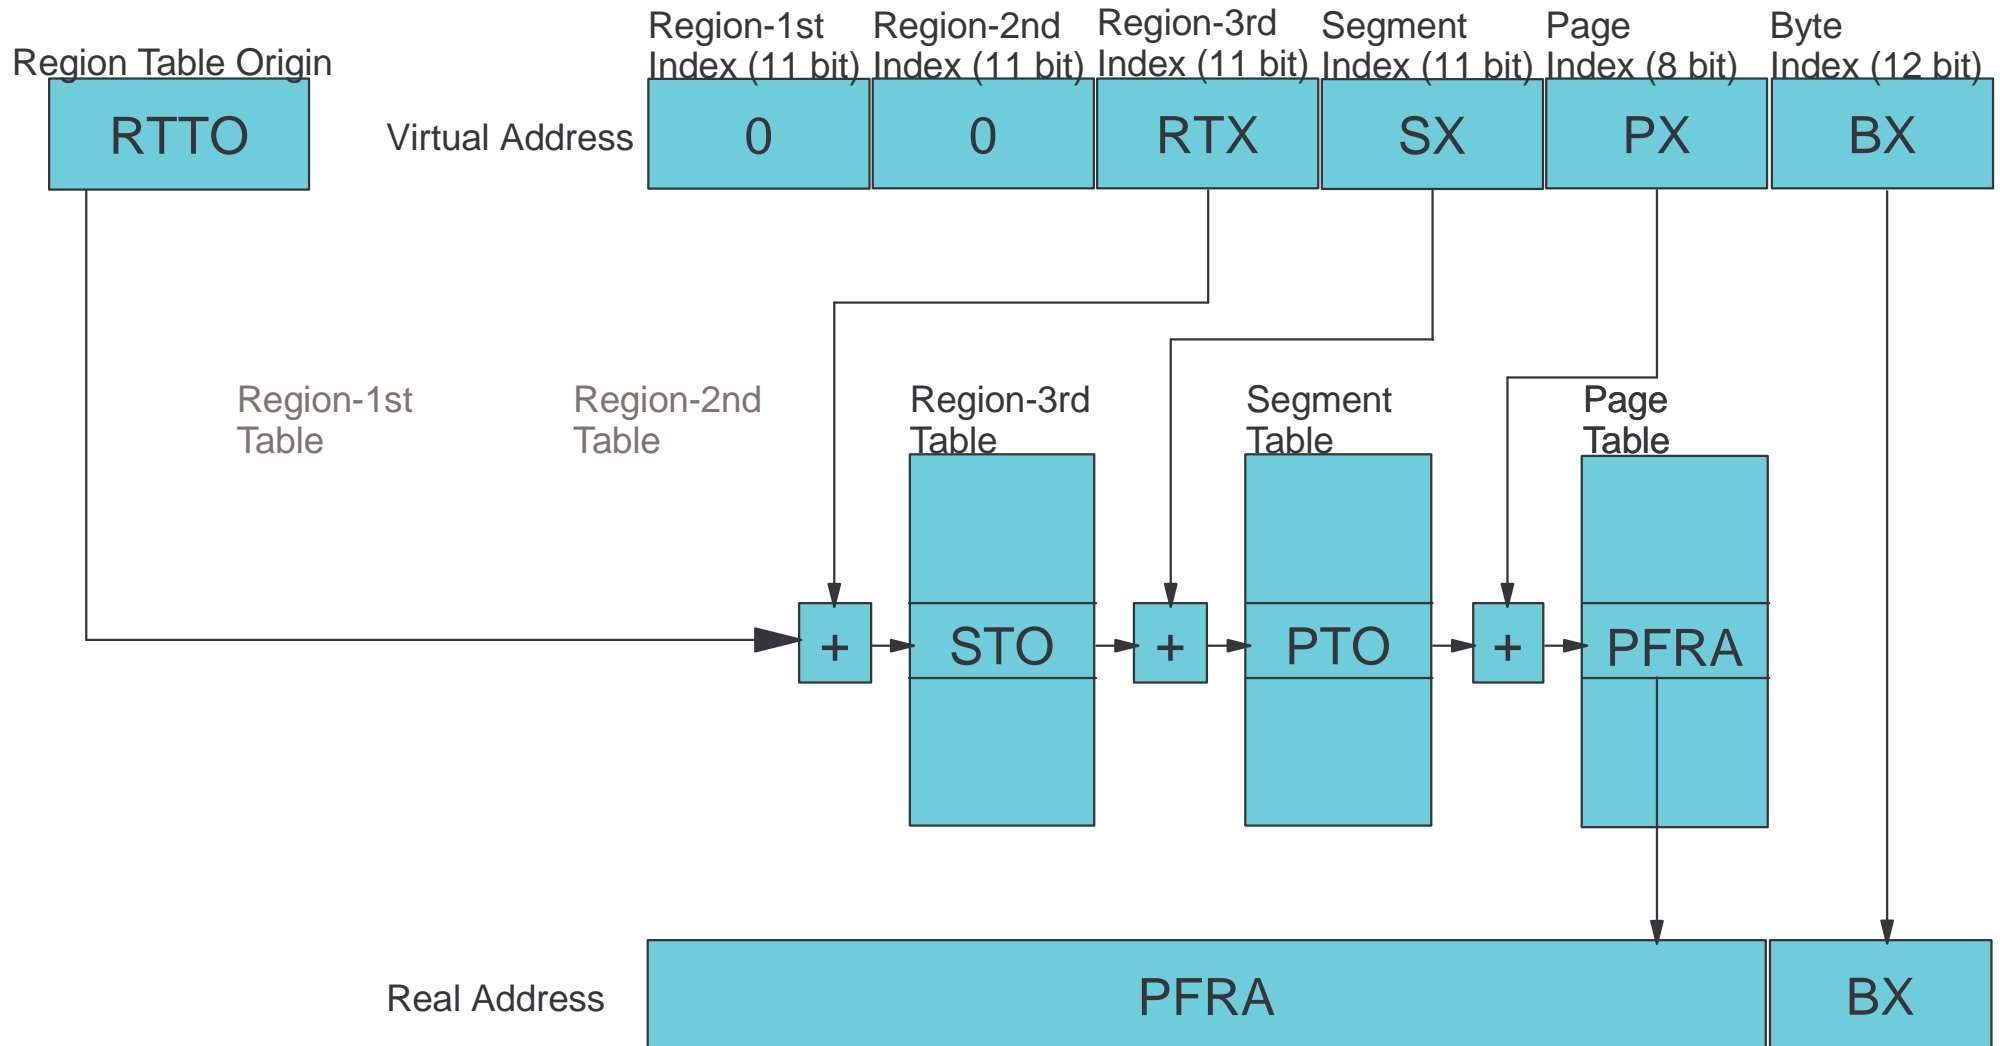 Region Table Origin
Region-1st
Index (11 bit)
Region-2nd
Index (11 bit)
Region-3rd
Index (11 bit)
Segment
Index (11 bit)
Page
Index (8 bit)
Byte
Index (12 bit)
RTTO
Virtual Address
0
0
RTX
SX
PX
BX
Region-1st
Table
Region-2nd
Table
Region-3rd
Table
Segment
Table
Page
Table
+
STO
+
PTO
+
PFRA
Real Address
PFRA
BX